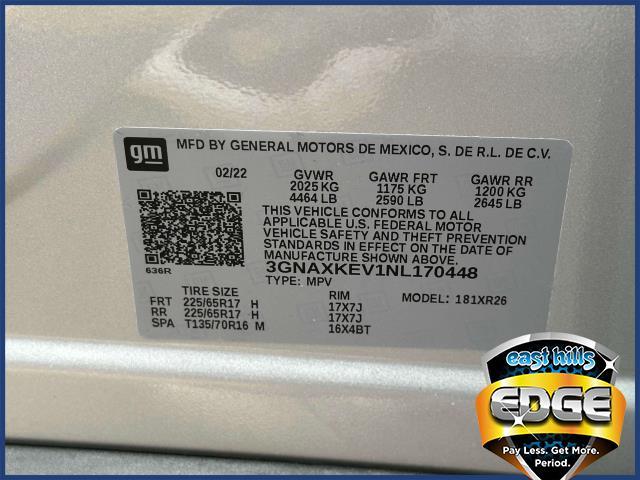 gm
MFD BY GENERAL MOTORS DE MEXICO, S. DE R.L. DE C.V.
02/22 GVWR GAWR FRT GAWR RR
2025 KG 1175 KG 1200 KG
4464 LB 2590 LB 2645 LB
THIS VEHICLE CONFORMS TO ALL
APPLICABLE U.S. FEDERAL MOTOR
VEHICLE SAFETY AND THEFT PREVENTION
STANDARDS IN EFFECT ON THE DATE OF
MANUFACTURE SHOWN ABOVE.
636R 3GNAXKEV1NL170448
TYPE: MPV
TIRE SIZE RIM MODEL: 181XR26
FRT 225/65R17 H 17X7J
RR 225/65R17 H 17X7J
SPA T135/70R16 M 16X4BT
east hills
EDGE
Pay Less. Get More.
Period.